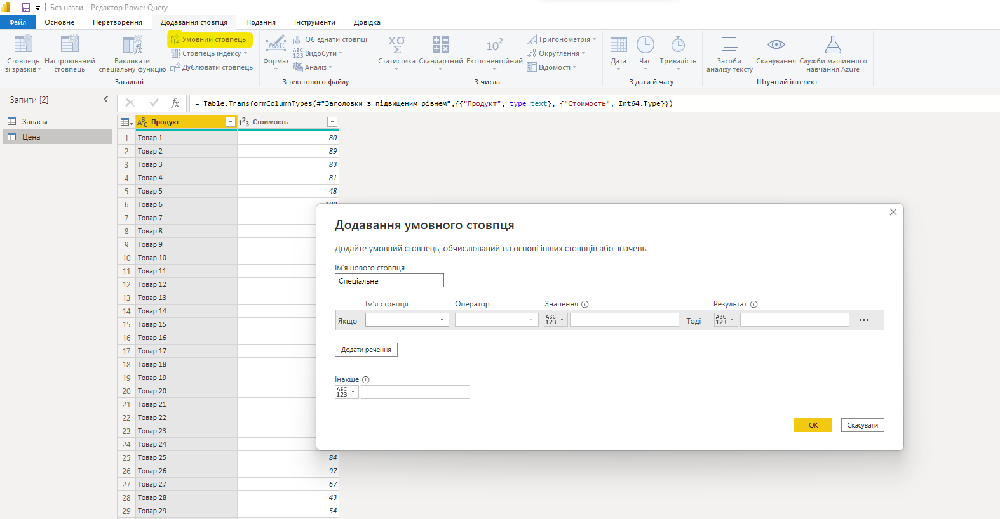 Без назви – Редактор Power Query
Файл Основне Перетворення Додавання стовпця Подання Інструменти Довідка
Стовпець зі зразків
Настроюваний стовпець
Викликати спеціальну функцію
Умовний стовпець
Стовпець індексу
Дублювати стовпець
Загальні
Формат
Об'єднати стовпці
Видобути
Аналіз
З текстового файлу
Статистика
Стандартний
Експоненційний
Тригонометрія
Округлення
Відомості
З числа
Дата
Час
Тривалість
З дати й часу
Засоби аналізу тексту
Сканування
Служби машинного навчання Azure
Штучний інтелект
Запити [2]
Запаси
Цена
= Table.TransformColumnTypes(#"Заголовки з підвищеним рівнем",{{"Продукт", type text}, {"Стоимость", Int64.Type}})
Продукт Стоимость
1 Товар 1 80
2 Товар 2 89
3 Товар 3 83
4 Товар 4 81
5 Товар 5 48
6 Товар 6
7 Товар 7
8 Товар 8
9 Товар 9
10 Товар 10
11 Товар 11
12 Товар 12
13 Товар 13
14 Товар 14
15 Товар 15
16 Товар 16
17 Товар 17
18 Товар 18
19 Товар 19
20 Товар 20
21 Товар 21
22 Товар 22
23 Товар 23
24 Товар 24
25 Товар 25 84
26 Товар 26 97
27 Товар 27 67
28 Товар 28 43
29 Товар 29 54
Додавання умовного стовпця
Додайте умовний стовпець, обчислюваний на основі інших стовпців або значень.
Ім'я нового стовпця
Спеціальне
Ім'я стовпця Оператор Значення Результат
Якщо ABC 123 Тоді ABC 123
Додати речення
Інакше
ABC 123
ОК Скасувати